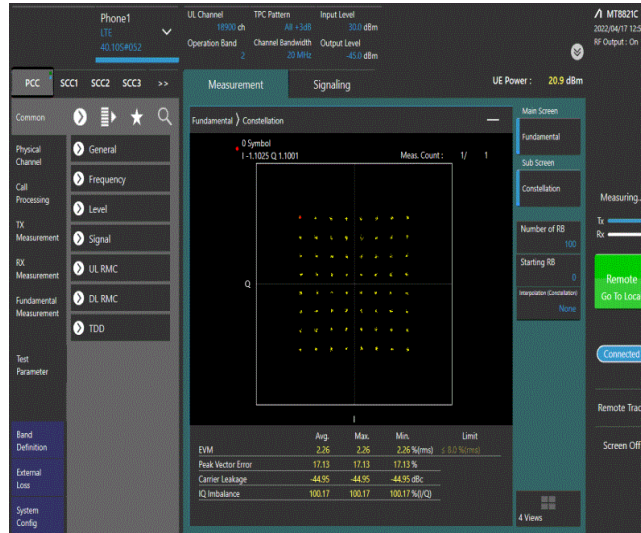 Phone1
LTE
40.10S#052
UL Channel
18900 ch
TPC Pattern
All +3dB
Input Level
30.0 dBm
Operation Band
2
Channel Bandwidth
20 MHz
Output Level
-45.0 dBm
MT8821C
2022/04/17 12:5
RF Output : On
PCC SCC1 SCC2 SCC3 >>
Measurement Signaling UE Power : 20.9 dBm
Common
Physical
Channel
Call
Processing
TX
Measurement
RX
Measurement
Fundamental
Measurement
Test
Parameter
Band
Definition
External
Loss
System
Config
General
Frequency
Level
Signal
UL RMC
DL RMC
TDD
Fundamental ⟩ Constellation
0 Symbol
I -1.1025 Q 1.1001 Meas. Count : 1/ 1
Q
I
Avg. Max. Min. Limit
EVM 2.26 2.26 2.26 %(rms) ≤ 8.0 %(rms)
Peak Vector Error 17.13 17.13 17.13 %
Carrier Leakage -44.95 -44.95 -44.95 dBc
IQ Imbalance 100.17 100.17 100.17 %(I/Q)
Main Screen
Fundamental
Sub Screen
Constellation
Number of RB
100
Starting RB
0
Interpolation (Constellation)
None
4 Views
Measuring..
Tx
Rx
Remote
Go To Loca
Connected
Remote Trac
Screen Off